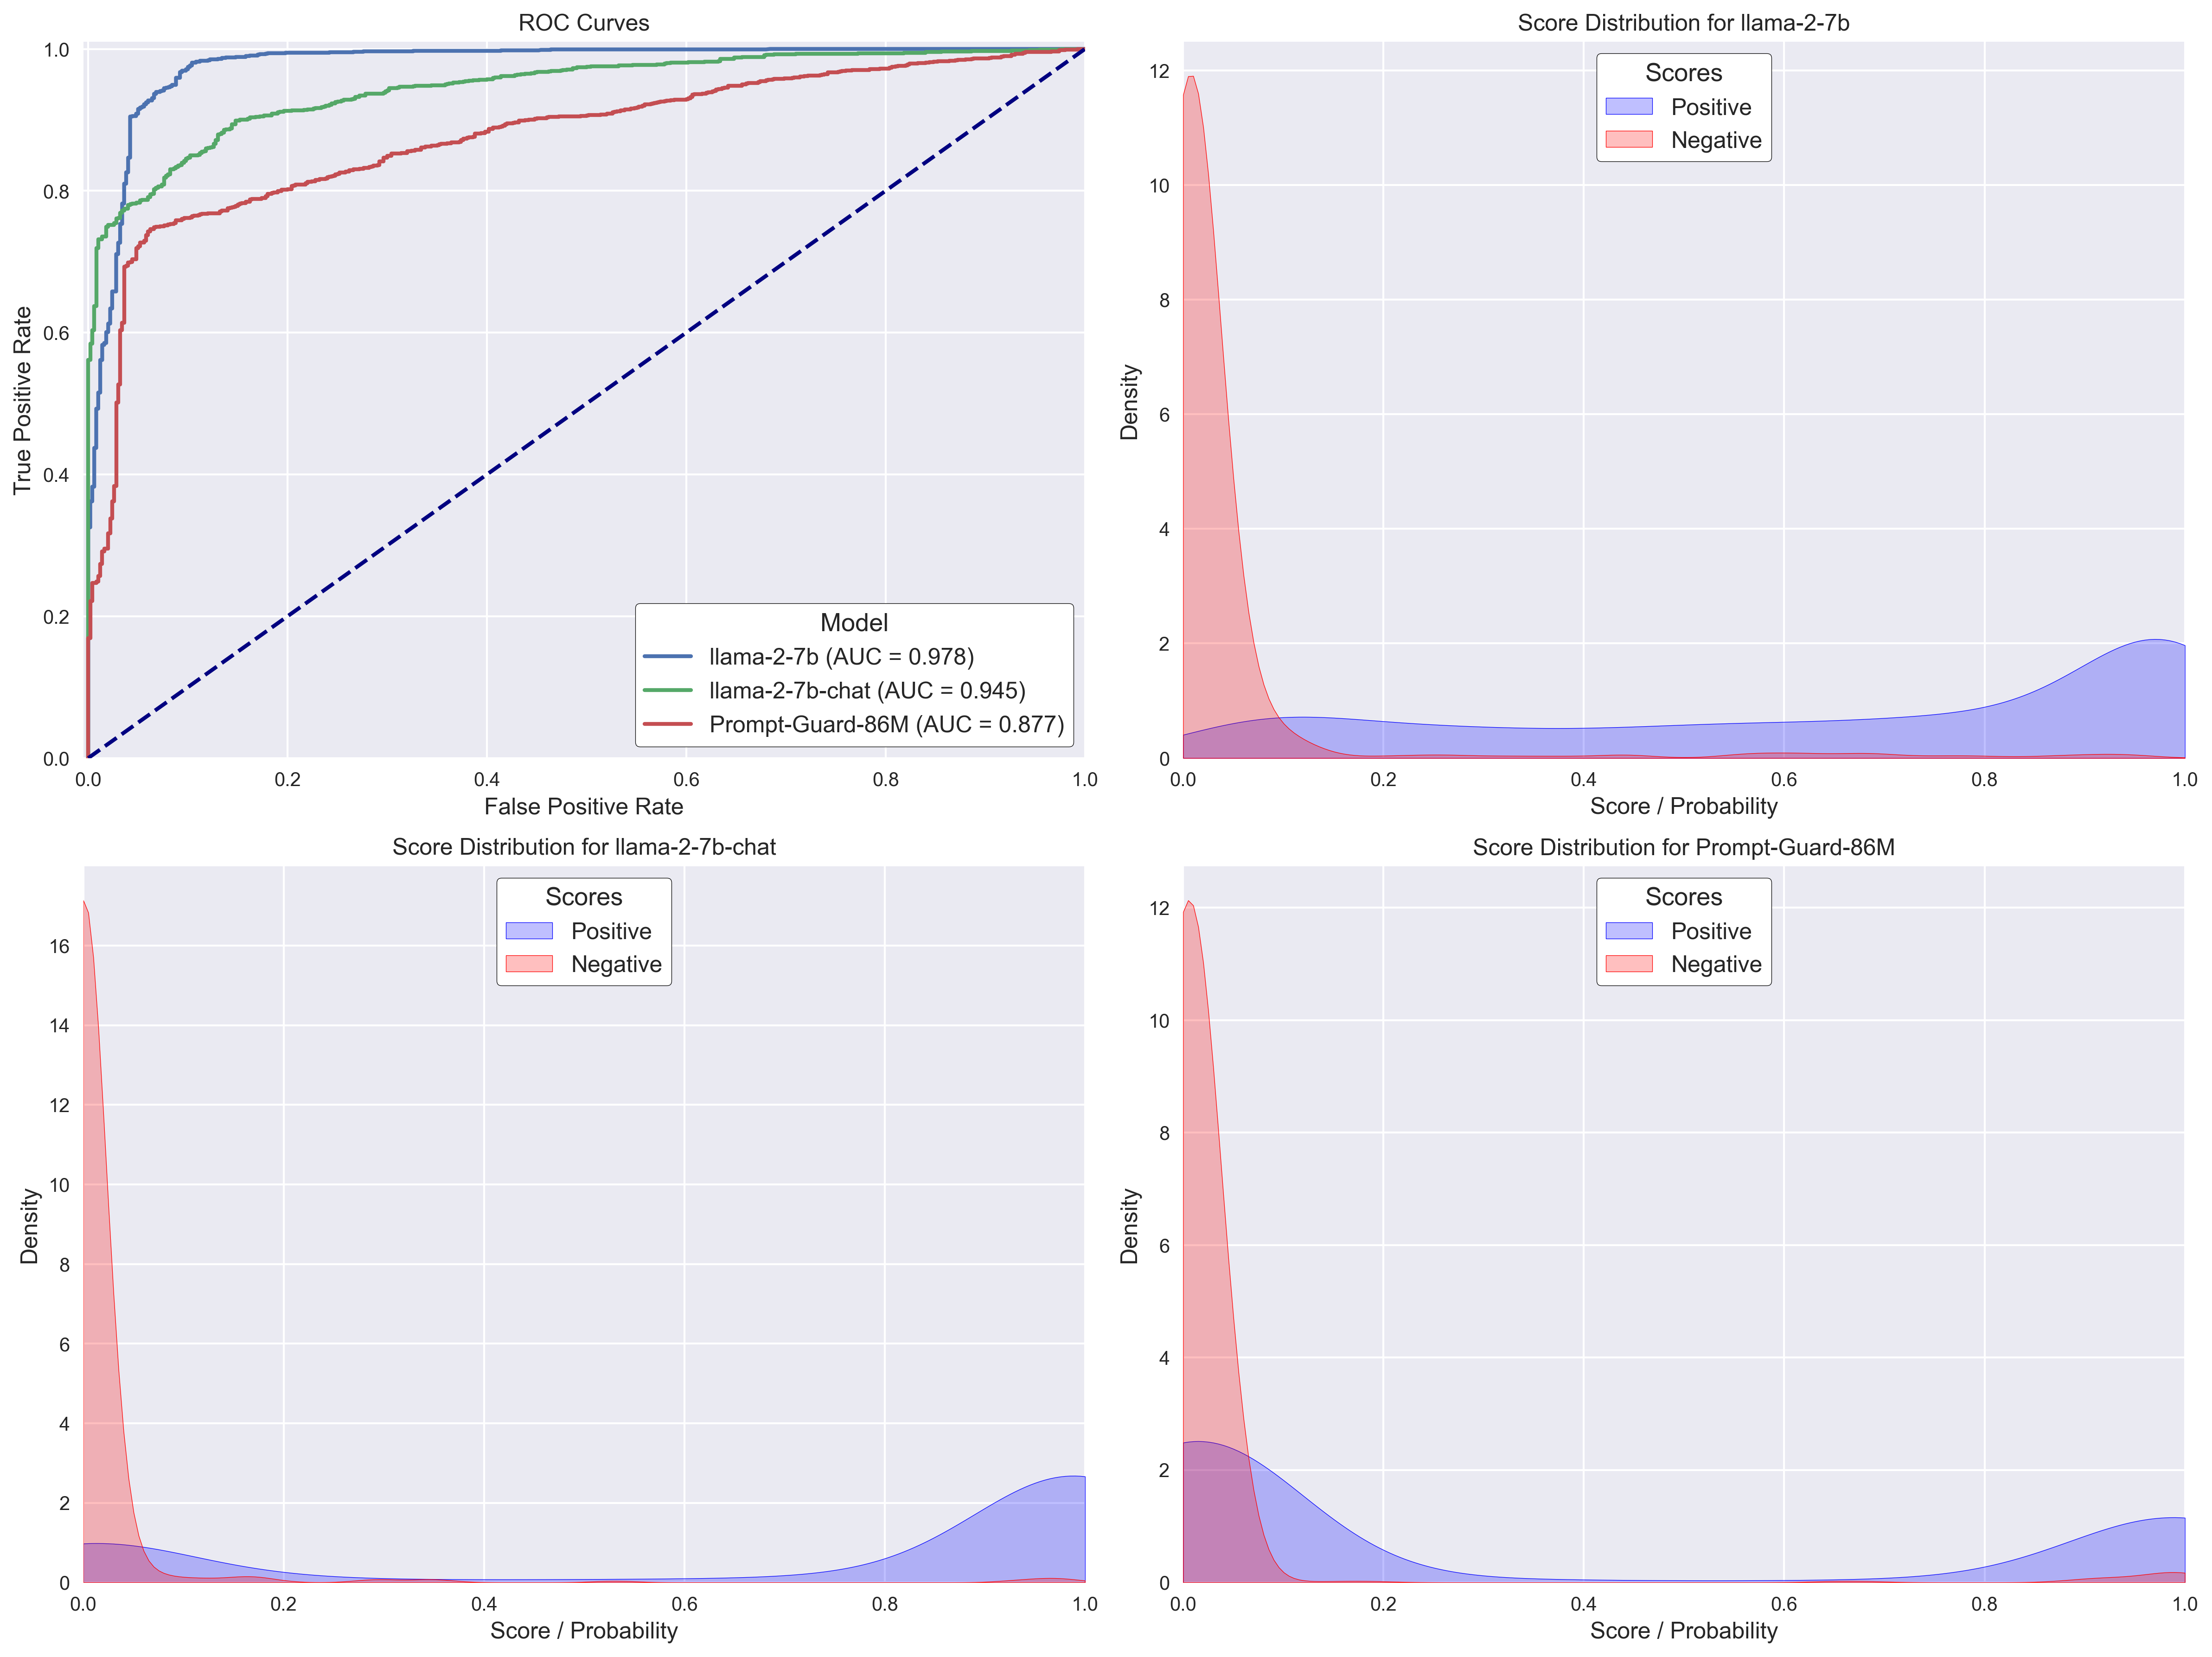 ROC Curves
True Positive Rate
1.0
0.8
0.6
0.4
0.2
0.0
Model
llama-2-7b (AUC = 0.978)
llama-2-7b-chat (AUC = 0.945)
Prompt-Guard-86M (AUC = 0.877)
0.0 0.2 0.4 0.6 0.8 1.0
False Positive Rate
Score Distribution for llama-2-7b
Density
12
10
8
6
4
2
0
Scores
Positive
Negative
0.0 0.2 0.4 0.6 0.8 1.0
Score / Probability
Score Distribution for llama-2-7b-chat
Density
16
14
12
10
8
6
4
2
0
Scores
Positive
Negative
0.0 0.2 0.4 0.6 0.8 1.0
Score / Probability
Score Distribution for Prompt-Guard-86M
Density
12
10
8
6
4
2
0
Scores
Positive
Negative
0.0 0.2 0.4 0.6 0.8 1.0
Score / Probability